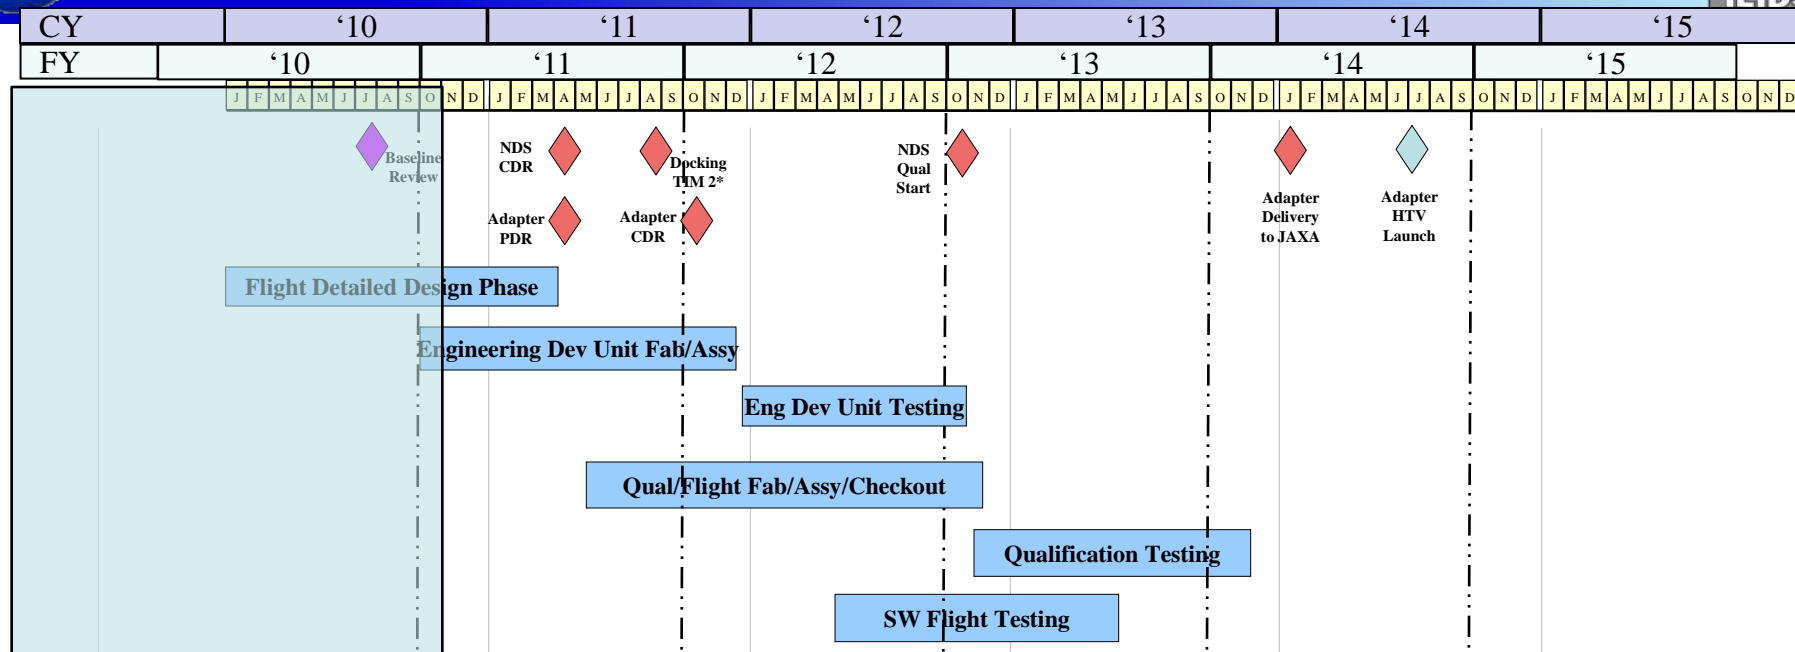 CY ‘10 ‘11 ‘12 ‘13 ‘14 ‘15
FY ‘10 ‘11 ‘12 ‘13 ‘14 ‘15
J F M A M J J A S O N D J F M A M J J A S O N D J F M A M J J A S O N D J F M A M J J A S O N D J F M A M J J A S O N D J F M A M J J A S O N D
Baseline
Review
NDS
CDR
Docking
TIM 2*
NDS
Qual
Start
Adapter
PDR
Adapter
CDR
Adapter
Delivery
to JAXA
Adapter
HTV
Launch
Flight Detailed Design Phase
Engineering Dev Unit Fab/Assy
Eng Dev Unit Testing
Qual/Flight Fab/Assy/Checkout
Qualification Testing
SW Flight Testing